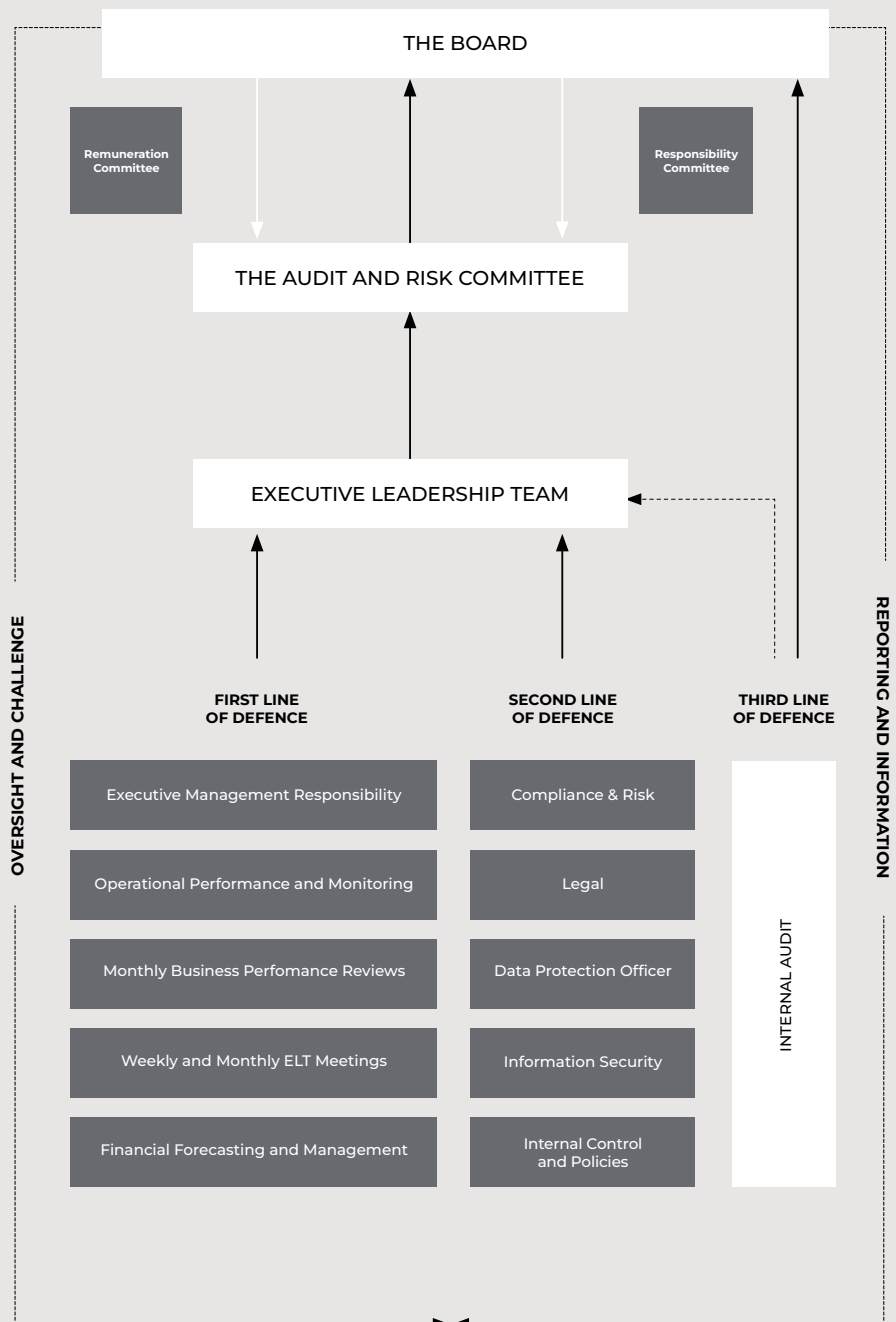 THE BOARD
Remuneration
Committee
Responsibility
Committee
THE AUDIT AND RISK COMMITTEE
EXECUTIVE LEADERSHIP TEAM
OVERSIGHT AND CHALLENGE
REPORTING AND INFORMATION
FIRST LINE
OF DEFENCE
Executive Management Responsibility
Operational Performance and Monitoring
Monthly Business Perfomance Reviews
Weekly and Monthly ELT Meetings
Financial Forecasting and Management
SECOND LINE
OF DEFENCE
Compliance & Risk
Legal
Data Protection Officer
Information Security
Internal Control
and Policies
THIRD LINE
OF DEFENCE
INTERNAL AUDIT